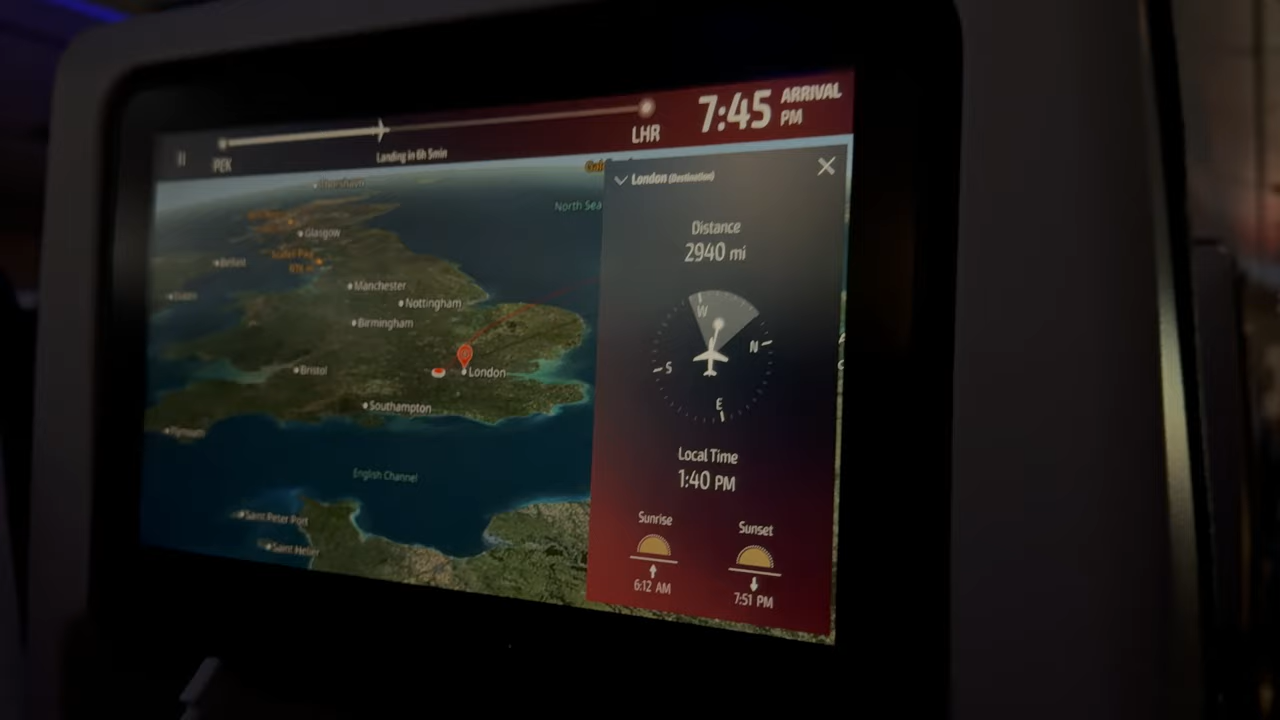 7:45 ARRIVAL PM
PEK
LHR
Landing in 6h 5min
London (Destination)
North Sea
Distance
2940 mi
Glasgow
Belfast
Manchester
Nottingham
Birmingham
W
N
S
E
Bristol
London
Southampton
Plymouth
English Channel
Local Time
1:40 PM
Saint Peter Port
Saint Helier
Sunrise
Sunset
6:12 AM
7:51 PM